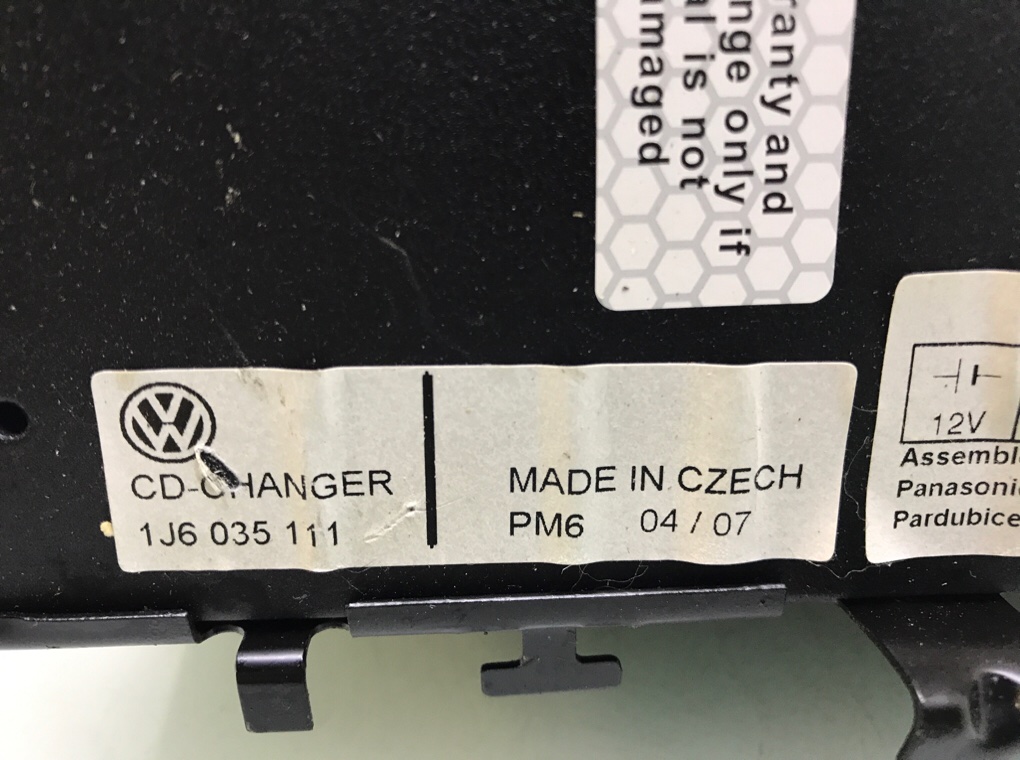 ranty and
nge only if
al is not
maged
CD-CHANGER
1J6 035 111
MADE IN CZECH
PM6 04 / 07
12V
Assembl
Panasoni
Pardubice